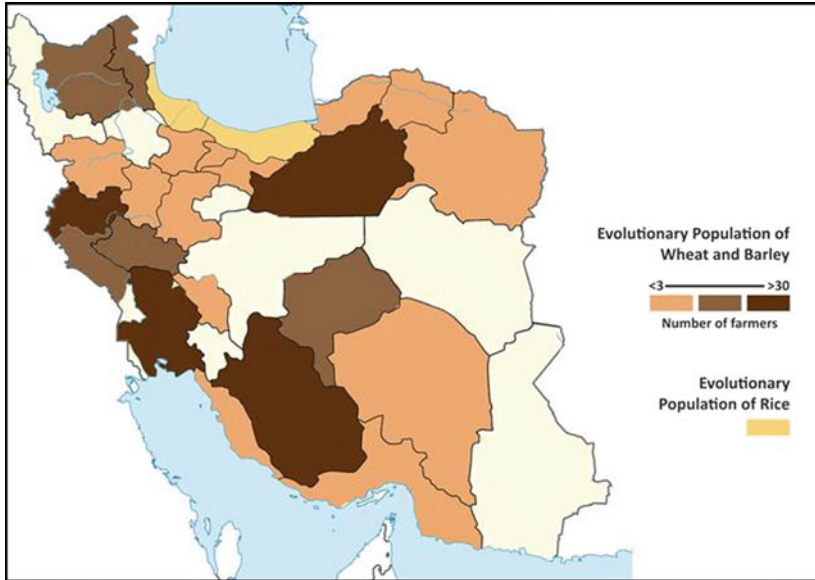 Evolutionary Population of
Wheat and Barley
<3 >30
Number of farmers
Evolutionary
Population of Rice